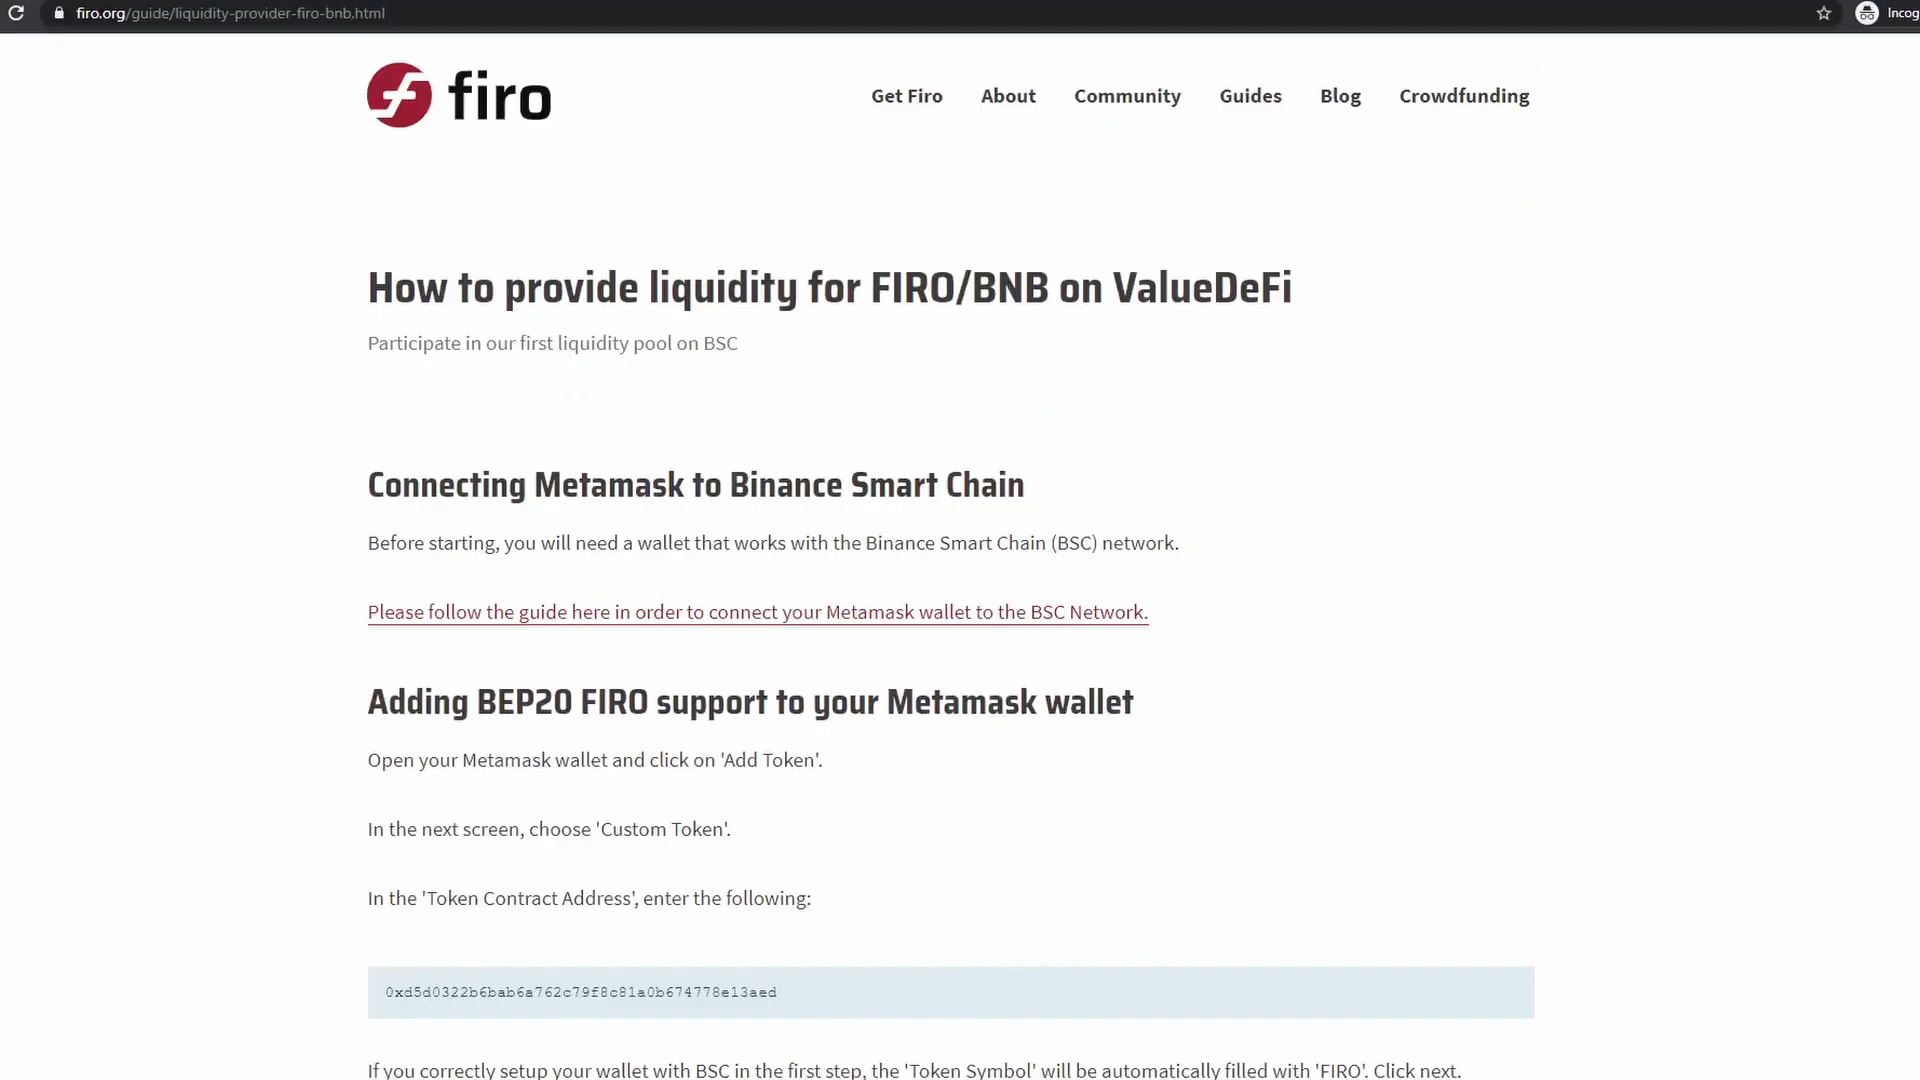 firo.org/guide/liquidity-provider-firo-bnb.html
Incog
firo
Get Firo
About
Community
Guides
Blog
Crowdfunding
How to provide liquidity for FIRO/BNB on ValueDeFi
Participate in our first liquidity pool on BSC
Connecting Metamask to Binance Smart Chain
Before starting, you will need a wallet that works with the Binance Smart Chain (BSC) network.
Please follow the guide here in order to connect your Metamask wallet to the BSC Network.
Adding BEP20 FIRO support to your Metamask wallet
Open your Metamask wallet and click on 'Add Token'.
In the next screen, choose 'Custom Token'.
In the 'Token Contract Address', enter the following:
0xd5d0322b6bab6a762c79f8c81a0b674778e13aed
If you correctly setup your wallet with BSC in the first step, the 'Token Symbol' will be automatically filled with 'FIRO'. Click next.